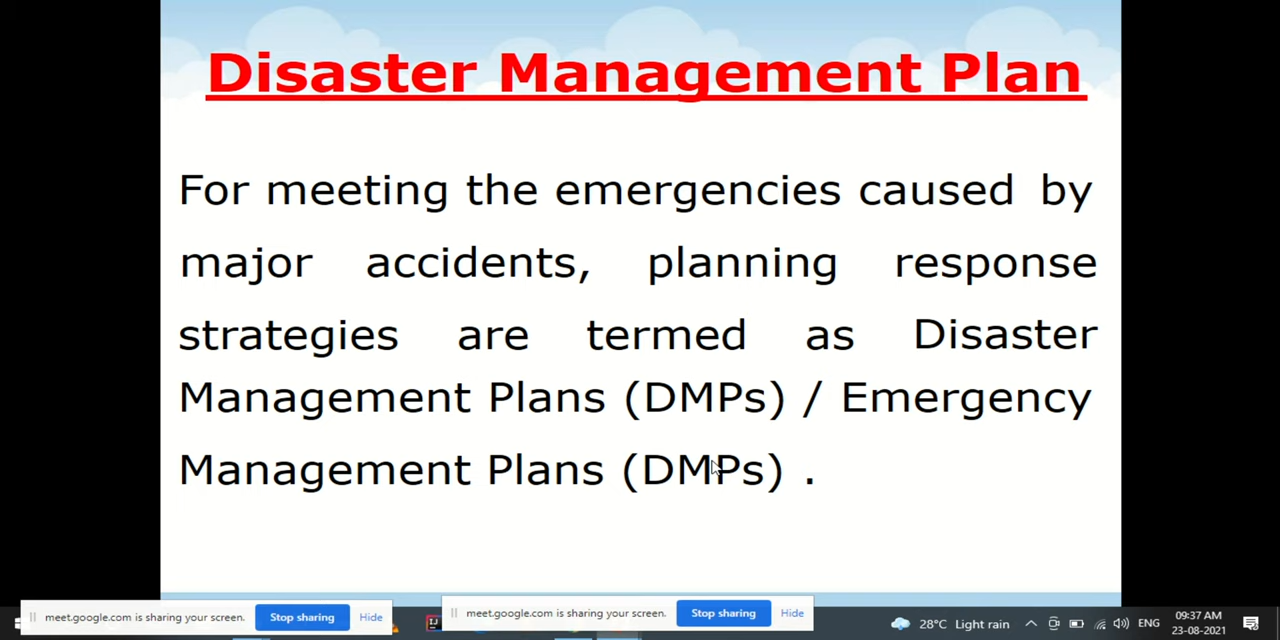 Disaster Management Plan
For meeting the emergencies caused by
major accidents, planning response
strategies are termed as Disaster
Management Plans (DMPs) / Emergency
Management Plans (DMPs) .
meet.google.com is sharing your screen. Stop sharing Hide
meet.google.com is sharing your screen. Stop sharing Hide
IJ
28°C Light rain
ENG
09:37 AM
23-08-2021